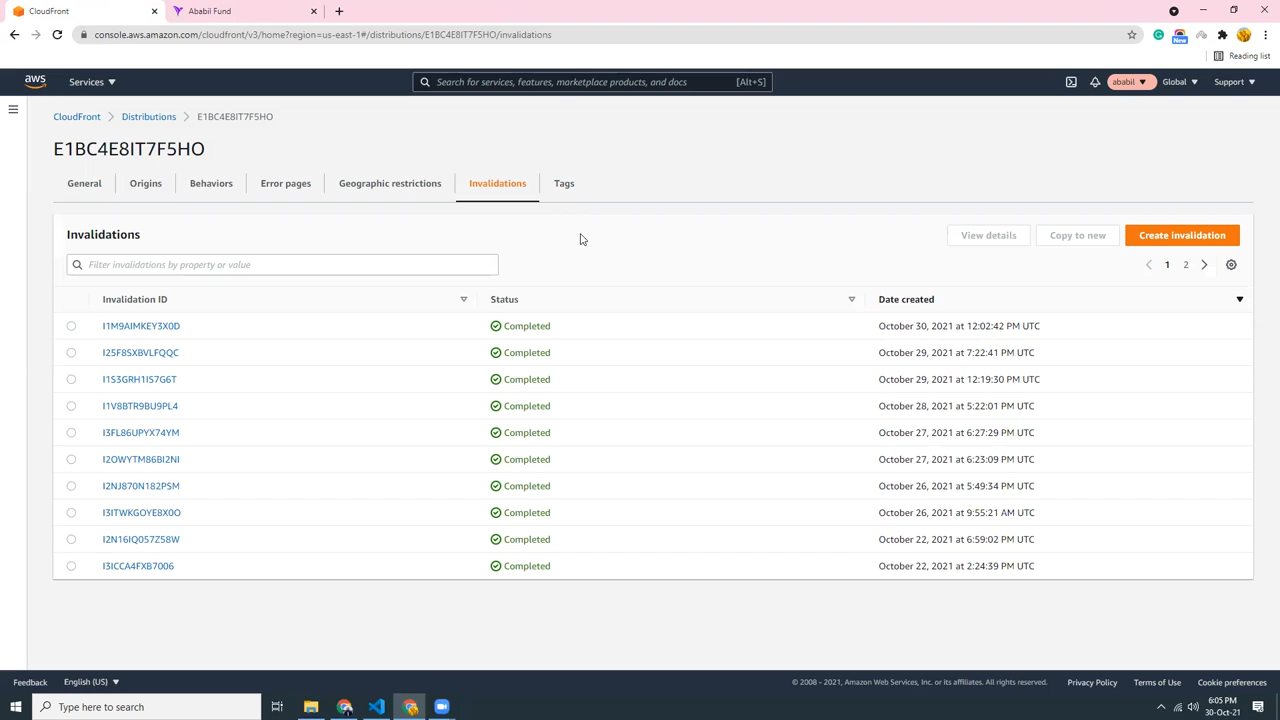 CloudFront
Ababil Fund
console.aws.amazon.com/cloudfront/v3/home?region=us-east-1#/distributions/E1BC4E8IT7F5HO/invalidations
New
Reading list
aws
Services
Search for services, features, marketplace products, and docs [Alt+S]
ababil
Global
Support
CloudFront
Distributions
E1BC4E8IT7F5HO
E1BC4E8IT7F5HO
General
Origins
Behaviors
Error pages
Geographic restrictions
Invalidations
Tags
Invalidations
View details
Copy to new
Create invalidation
Filter invalidations by property or value
1 2
Invalidation ID Status Date created
I1M9AIMKEY3X0D Completed October 30, 2021 at 12:02:42 PM UTC
I25F8SXBVLFQQC Completed October 29, 2021 at 7:22:41 PM UTC
I1S3GRH1IS7G6T Completed October 29, 2021 at 12:19:30 PM UTC
I1V8BTR9BU9PL4 Completed October 28, 2021 at 5:22:01 PM UTC
I3FL86UPYX74YM Completed October 27, 2021 at 6:27:29 PM UTC
I2OWYTM86BI2NI Completed October 27, 2021 at 6:23:09 PM UTC
I2NJ870N182PSM Completed October 26, 2021 at 5:49:34 PM UTC
I3ITWKGOYE8X0O Completed October 26, 2021 at 9:55:21 AM UTC
I2N16IQ057Z58W Completed October 22, 2021 at 6:59:02 PM UTC
I3ICCA4FXB7006 Completed October 22, 2021 at 2:24:39 PM UTC
Feedback
English (US)
© 2008 - 2021, Amazon Web Services, Inc. or its affiliates. All rights reserved.
Privacy Policy
Terms of Use
Cookie preferences
Type here to search
6:05 PM
30-Oct-21